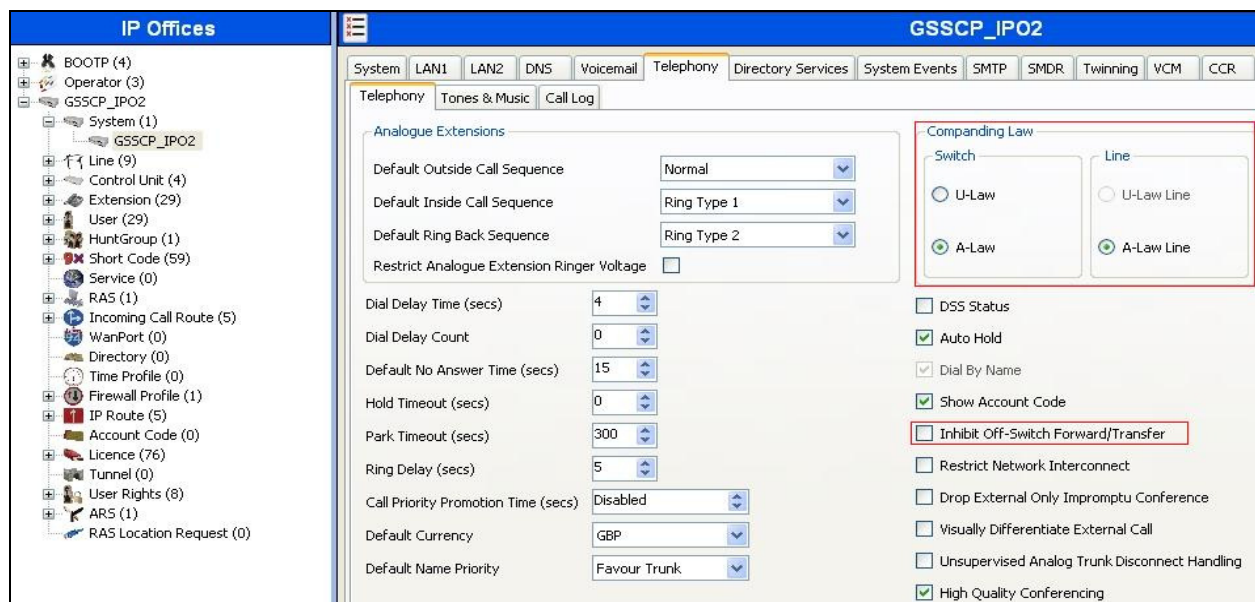 IP Offices
BOOTP (4)
Operator (3)
GSSCP_IPO2
System (1)
GSSCP_IPO2
Line (9)
Control Unit (4)
Extension (29)
User (29)
HuntGroup (1)
Short Code (59)
Service (0)
RAS (1)
Incoming Call Route (5)
WanPort (0)
Directory (0)
Time Profile (0)
Firewall Profile (1)
IP Route (5)
Account Code (0)
Licence (76)
Tunnel (0)
User Rights (8)
ARS (1)
RAS Location Request (0)
GSSCP_IPO2
System LAN1 LAN2 DNS Voicemail Telephony Directory Services System Events SMTP SMDR Twinning VCM CCR
Telephony Tones & Music Call Log
Analogue Extensions
Default Outside Call Sequence Normal
Default Inside Call Sequence Ring Type 1
Default Ring Back Sequence Ring Type 2
Restrict Analogue Extension Ringer Voltage
Dial Delay Time (secs) 4
Dial Delay Count 0
Default No Answer Time (secs) 15
Hold Timeout (secs) 0
Park Timeout (secs) 300
Ring Delay (secs) 5
Call Priority Promotion Time (secs) Disabled
Default Currency GBP
Default Name Priority Favour Trunk
Companding Law
Switch Line
U-Law U-Law Line
A-Law A-Law Line
DSS Status
Auto Hold
Dial By Name
Show Account Code
Inhibit Off-Switch Forward/Transfer
Restrict Network Interconnect
Drop External Only Impromptu Conference
Visually Differentiate External Call
Unsupervised Analog Trunk Disconnect Handling
High Quality Conferencing